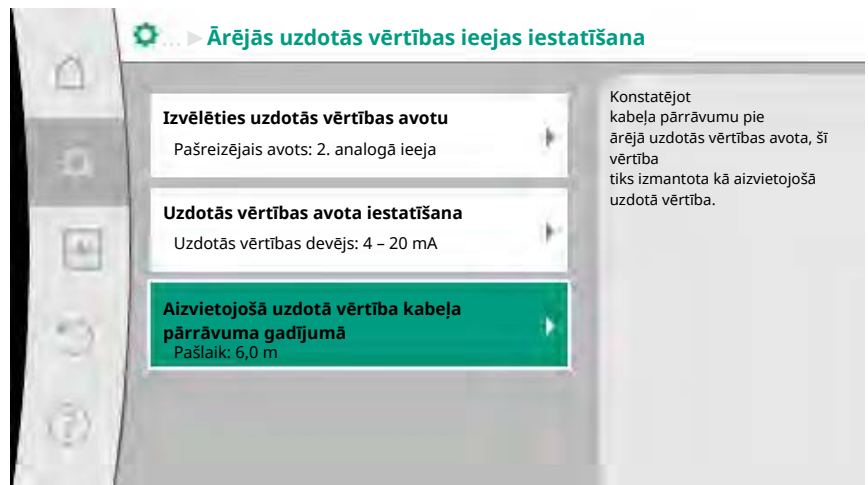 ... ▶ Ārējās uzdotās vērtības ieejas iestatīšana
Izvēlēties uzdotās vērtības avotu
Pašreizējais avots: 2. analogā ieeja
Uzdotās vērtības avota iestatīšana
Uzdotās vērtības devējs: 4 – 20 mA
Aizvietojošā uzdotā vērtība kabeļa
pārrāvuma gadījumā
Pašlaik: 6,0 m
Konstatējot
kabeļa pārrāvumu pie
ārējā uzdotās vērtības avota, šī
vērtība
tiks izmantota kā aizvietojošā
uzdotā vērtība.